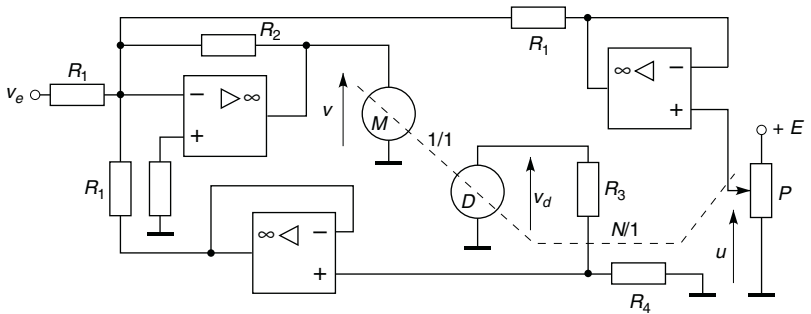 R1
R2
− ∞
+
R1
ve
− ▷ ∞
+
v
M
+ E
1/1
R1
D
vd
R3
P
∞ ◁ −
+
N/1
u
R4